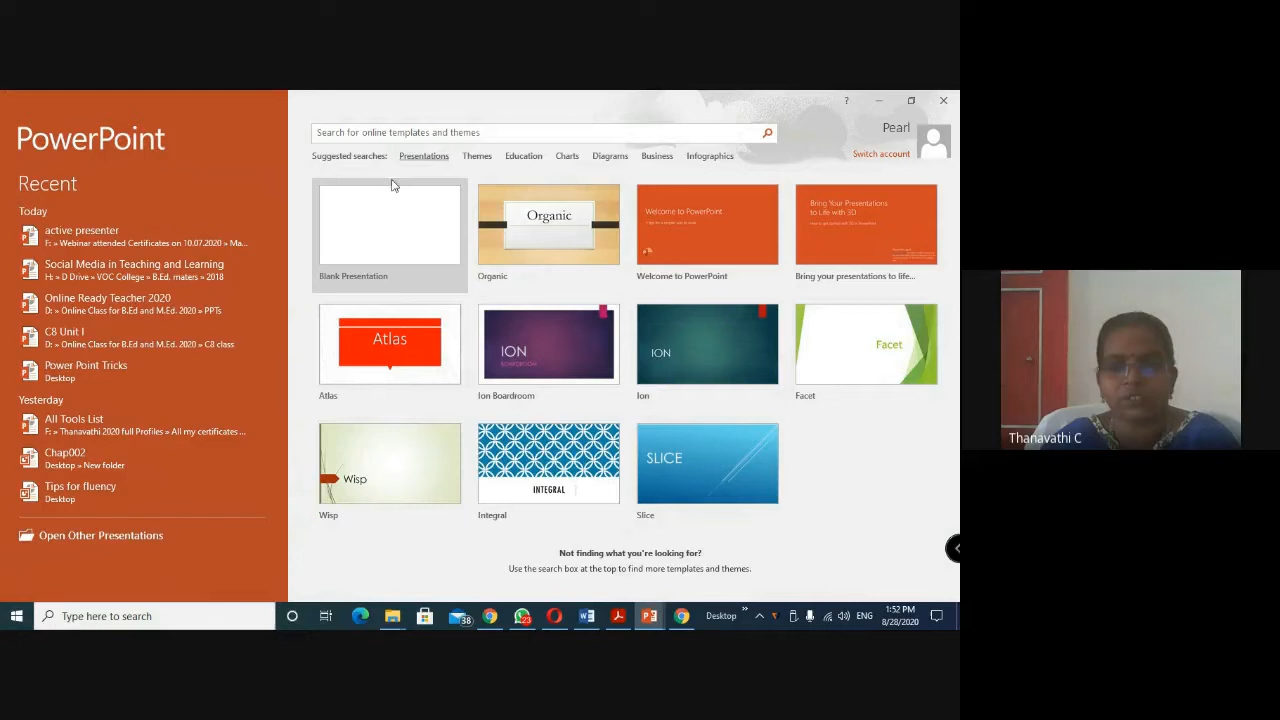 PowerPoint
Recent
Today
active presenter
F: » Webinar attended Certificates on 10.07.2020 » Ma...
Social Media in Teaching and Learning
H: » D Drive » VOC College » B.Ed. maters » 2018
Online Ready Teacher 2020
D: » Online Class for B.Ed and M.Ed. 2020 » PPTs
C8 Unit I
D: » Online Class for B.Ed and M.Ed. 2020 » C8 class
Power Point Tricks
Desktop
Yesterday
All Tools List
F: » Thanavathi 2020 full Profiles » All my certificates ...
Chap002
Desktop » New folder
Tips for fluency
Desktop
Open Other Presentations
?
Pearl
Switch account
Search for online templates and themes
Suggested searches: Presentations Themes Education Charts Diagrams Business Infographics
Organic
Welcome to PowerPoint
Bring Your Presentations
to Life with 3D
Blank Presentation
Organic
Welcome to PowerPoint
Bring your presentations to life...
Atlas
ION
BOARDROOM
ION
Facet
Atlas
Ion Boardroom
Ion
Facet
Wisp
INTEGRAL
SLICE
Wisp
Integral
Slice
Not finding what you're looking for?
Use the search box at the top to find more templates and themes.
Thanavathi C
Type here to search
38
23
Desktop
ENG
1:52 PM
8/28/2020